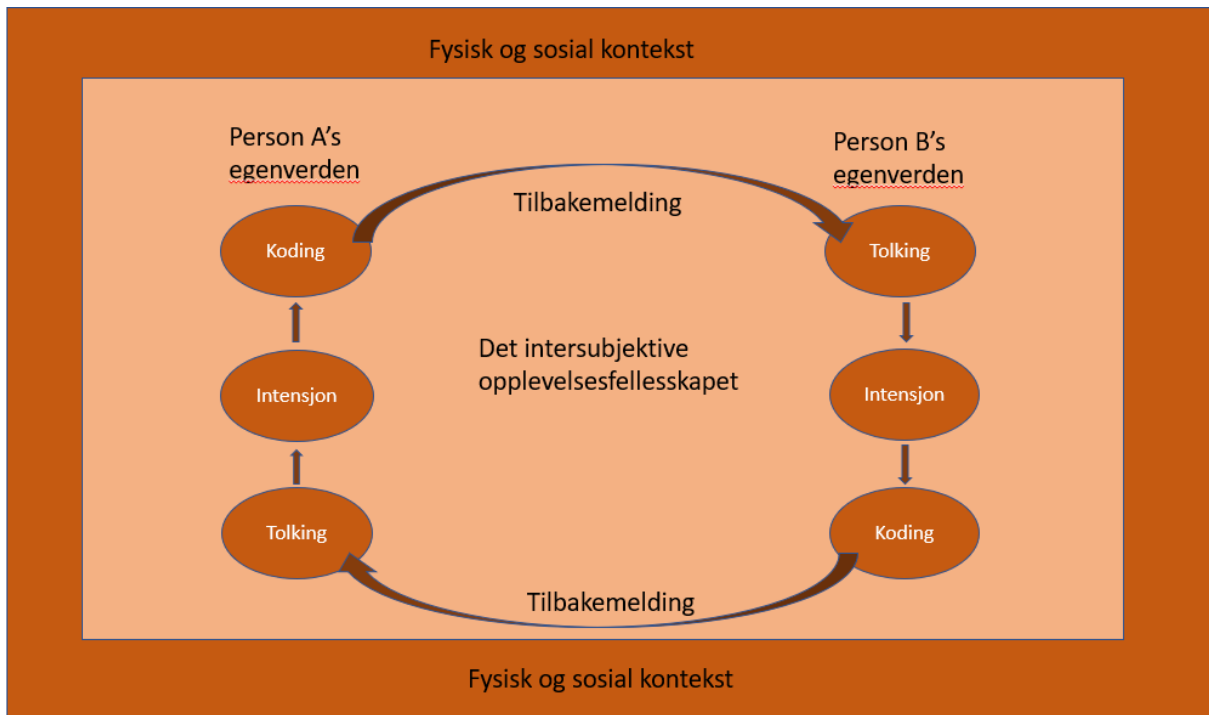 Fysisk og sosial kontekst
Person A's
egenverden
Person B's
egenverden
Tilbakemelding
Koding
Tolking
Det intersubjektive
opplevelsesfellesskapet
Intensjon
Intensjon
Tolking
Koding
Tilbakemelding
Fysisk og sosial kontekst